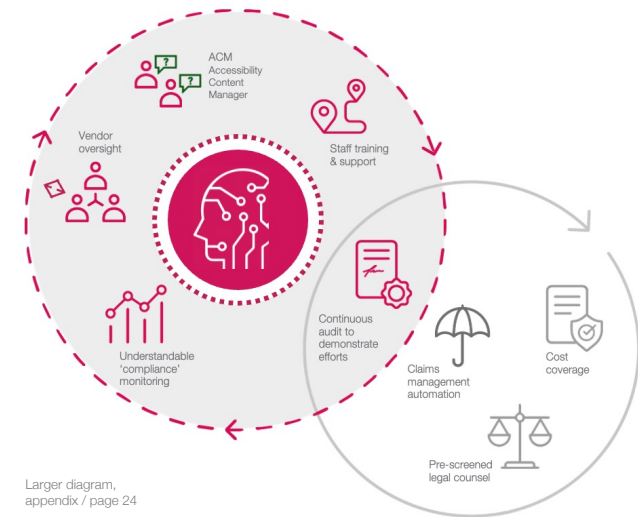 ACM
Accessibility
Content
Manager
?
?
Staff training
& support
Vendor
oversight
Continuous
audit to
demonstrate
efforts
Understandable
‘compliance’
monitoring
Claims
management
automation
Cost
coverage
Pre-screened
legal counsel
Larger diagram,
appendix / page 24